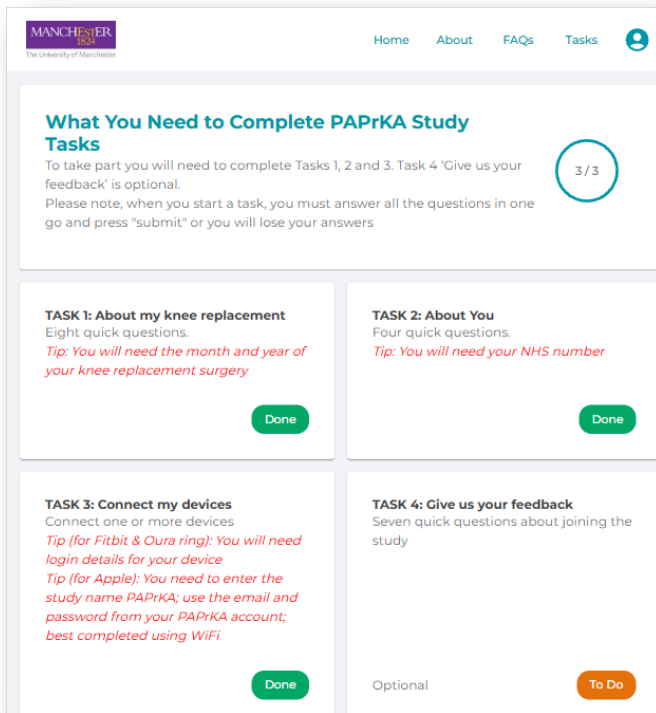 MANCHESTER
1824
The University of Manchester
Home About FAQs Tasks
What You Need to Complete PAPrKA Study
Tasks
To take part you will need to complete Tasks 1, 2 and 3. Task 4 ‘Give us your
feedback’ is optional.
Please note, when you start a task, you must answer all the questions in one
go and press "submit" or you will lose your answers
3 / 3
TASK 1: About my knee replacement
Eight quick questions.
Tip: You will need the month and year of
your knee replacement surgery
Done
TASK 2: About You
Four quick questions.
Tip: You will need your NHS number
Done
TASK 3: Connect my devices
Connect one or more devices
Tip (for Fitbit & Oura ring): You will need
login details for your device
Tip (for Apple): You need to enter the
study name PAPrKA; use the email and
password from your PAPrKA account;
best completed using WiFi
Done
TASK 4: Give us your feedback
Seven quick questions about joining the
study
Optional
To Do